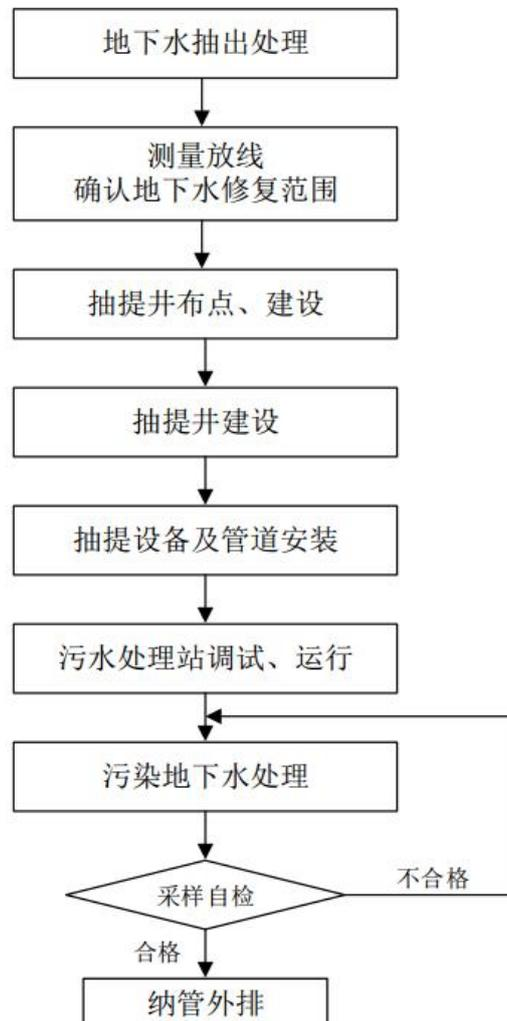 地下水抽出处理
测量放线
确认地下水修复范围
抽提井布点、建设
抽提井建设
抽提设备及管道安装
污水处理站调试、运行
污染地下水处理
采样自检
不合格
合格
纳管外排